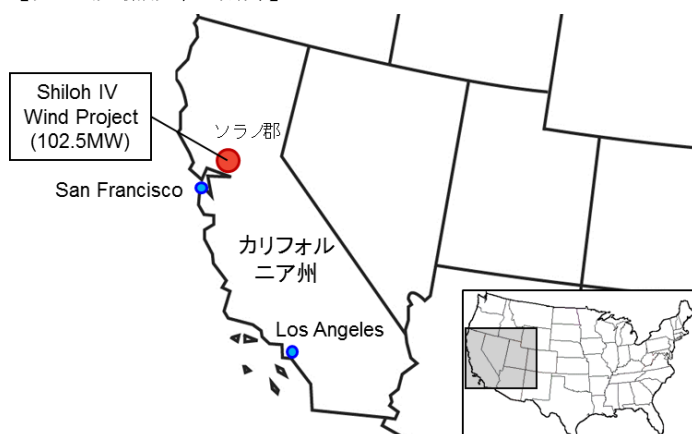 Shiloh IV
Wind Project
(102.5MW)
ソラノ郡
San Francisco
カリフォル
ニア州
Los Angeles